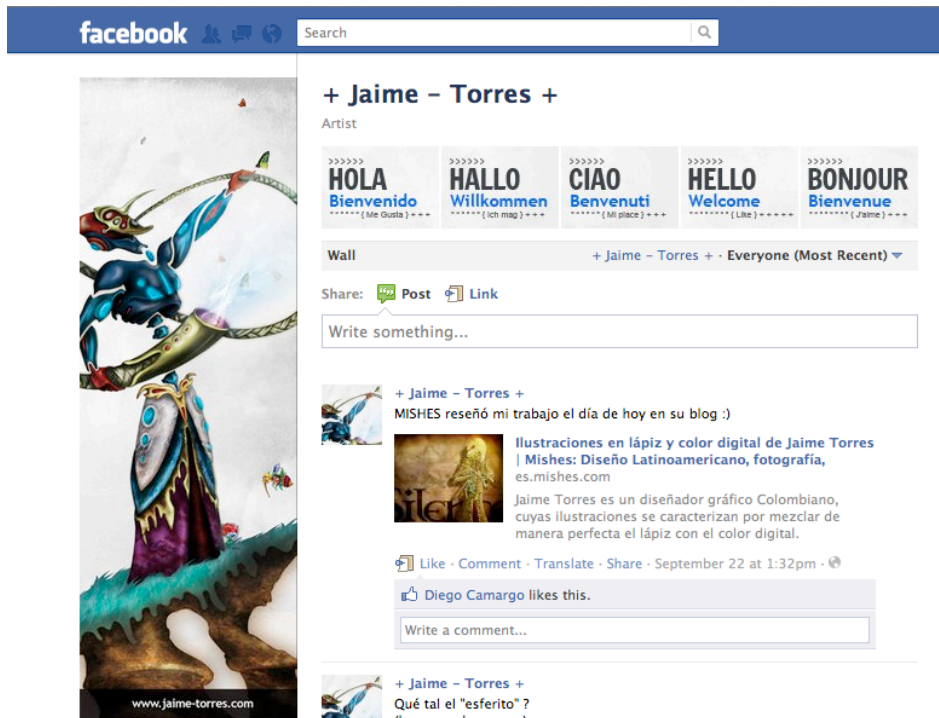 facebook
Search
+ Jaime – Torres +
Artist
>>>>>>
HOLA
Bienvenido
******{ Me Gusta }+++
>>>>>>
HALLO
Willkommen
******{ Ich mag }+++
>>>>>>
CIAO
Benvenuti
******{ Mi piace }+++
>>>>>>
HELLO
Welcome
********{ Like }+++++
>>>>>>
BONJOUR
Bienvenue
********{ J'aime }+++
Wall
+ Jaime – Torres + · Everyone (Most Recent)
Share: Post Link
Write something...
+ Jaime – Torres +
MISHES reseñó mi trabajo el día de hoy en su blog :)
Ilustraciones en lápiz y color digital de Jaime Torres
| Mishes: Diseño Latinoamericano, fotografía,
es.mishes.com
Jaime Torres es un diseñador gráfico Colombiano,
cuyas ilustraciones se caracterizan por mezclar de
manera perfecta el lápiz con el color digital.
Like · Comment · Translate · Share · September 22 at 1:32pm ·
Diego Camargo likes this.
Write a comment...
+ Jaime – Torres +
Qué tal el "esferito" ?
www.jaime-torres.com